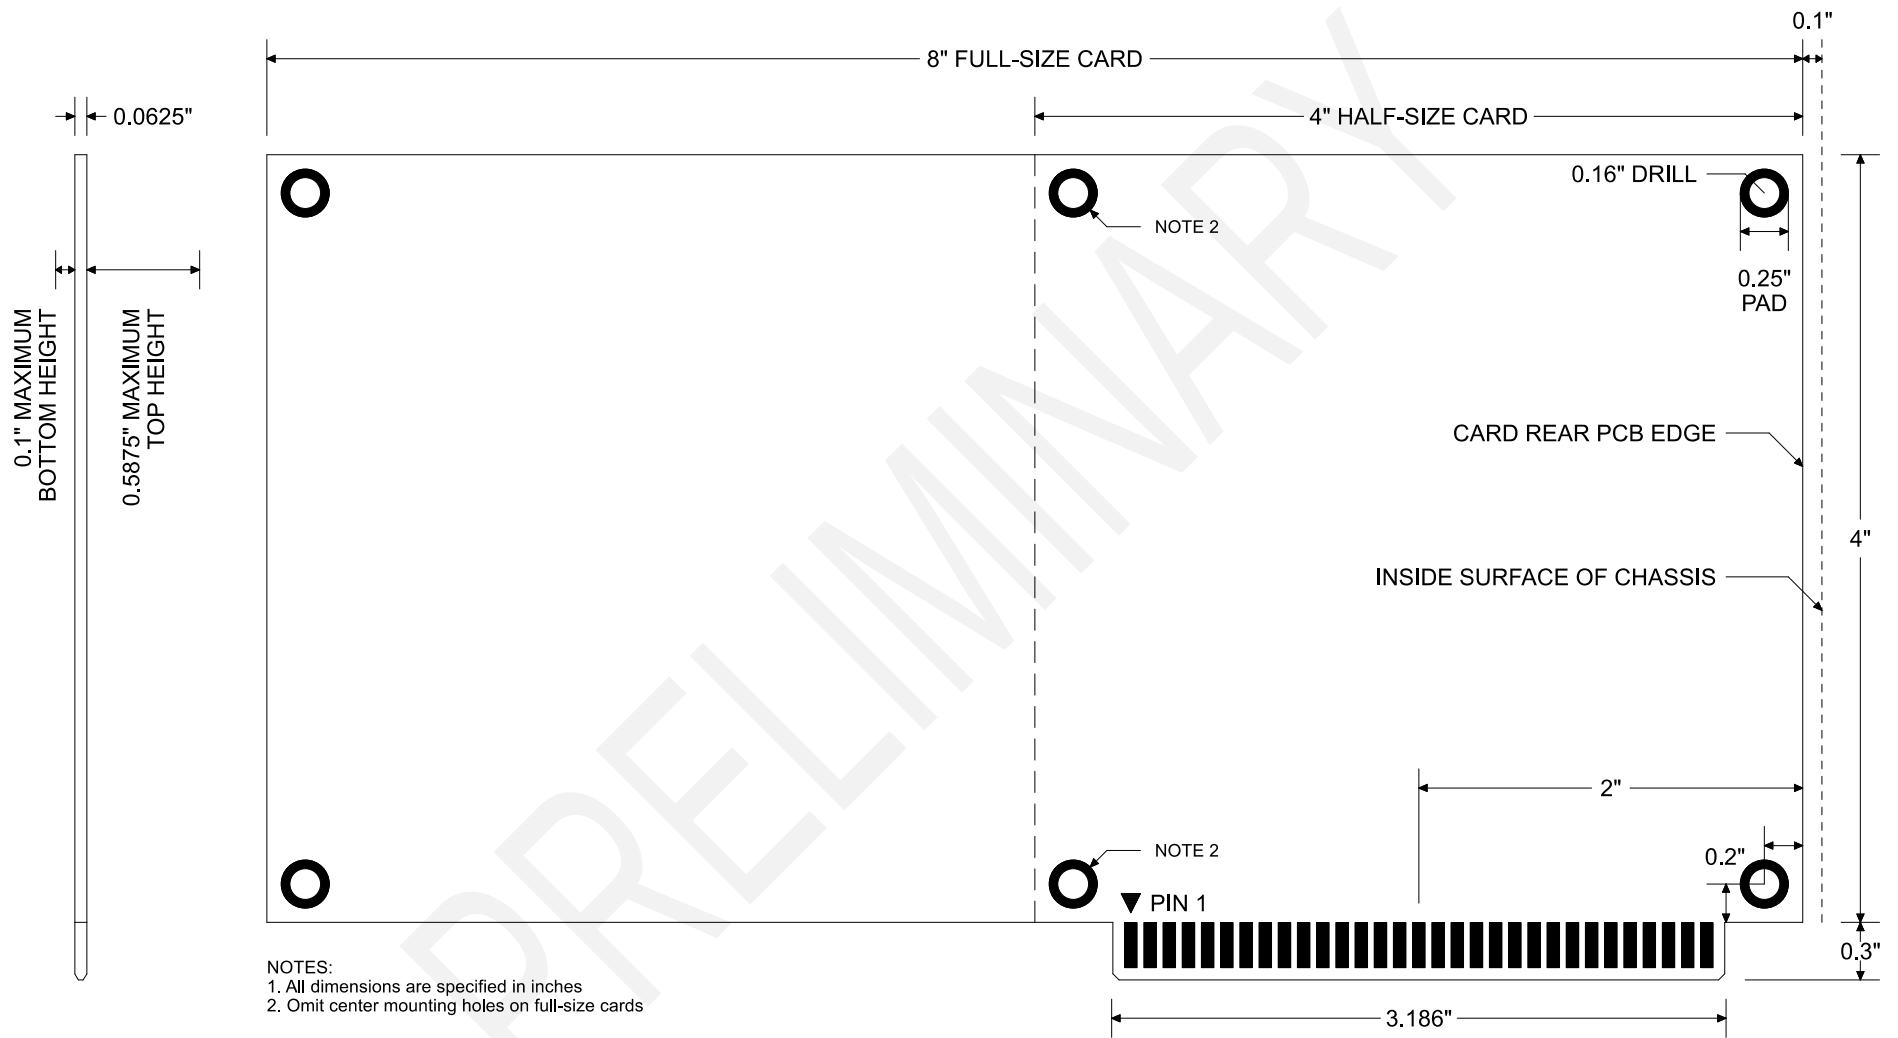 0.1"
8" FULL-SIZE CARD
0.0625"
4" HALF-SIZE CARD
0.16" DRILL
NOTE 2
0.25"
PAD
0.1" MAXIMUM
BOTTOM HEIGHT
0.5875" MAXIMUM
TOP HEIGHT
CARD REAR PCB EDGE
4"
INSIDE SURFACE OF CHASSIS
PRELIMINARY
2"
NOTE 2
0.2"
PIN 1
0.3"
NOTES:
1. All dimensions are specified in inches
2. Omit center mounting holes on full-size cards
3.186"